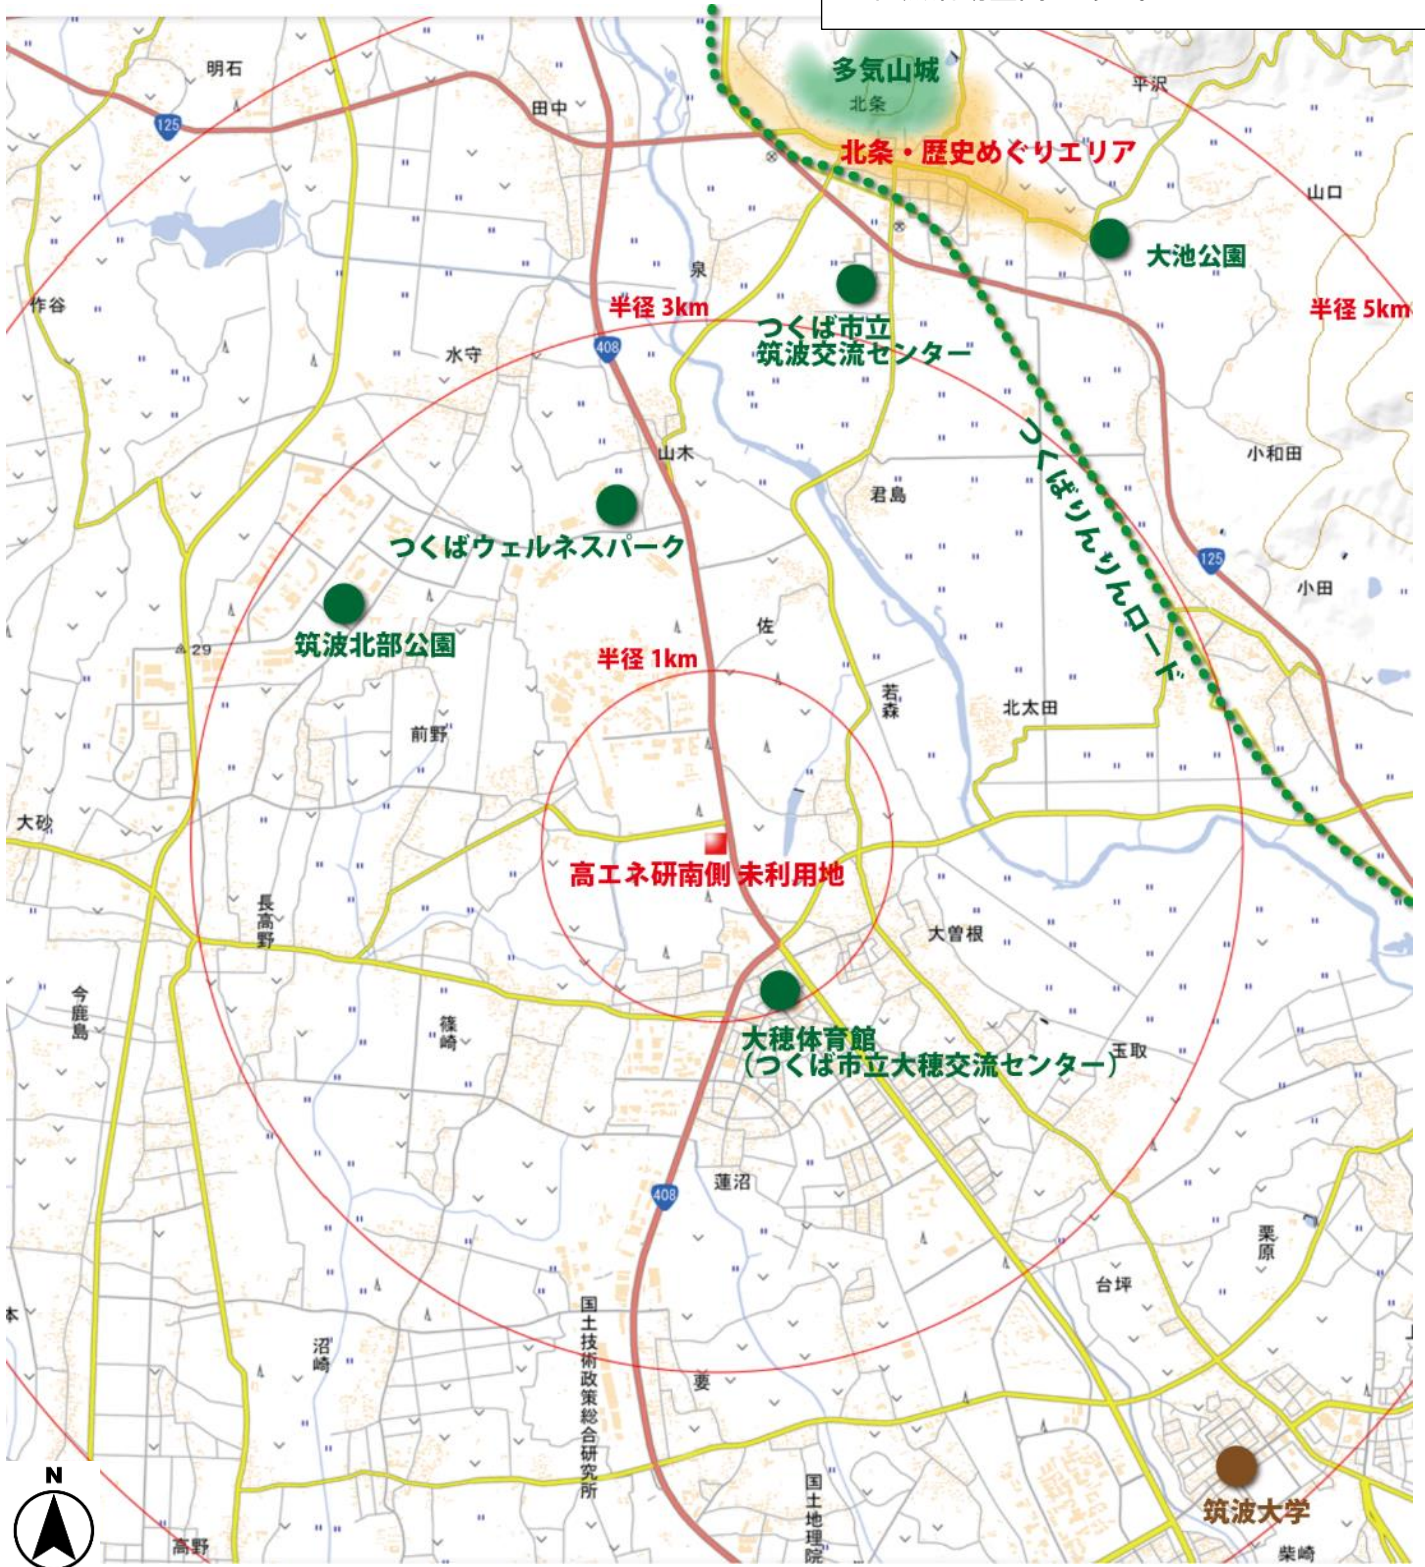 多気山城
明石
平沢
北条
田中
125
北条・歴史めぐりエリア
山口
大池公園
泉
作谷
半径 3km
半径 5km
つくば市立
筑波交流センター
408
水守
山木
小和田
君島
つくばりんりんロード
つくばウェルネスパーク
125
小田
佐
筑波北部公園
29
半径 1km
若森
北太田
前野
大砂
高エネ研南側 未利用地
長高野
大曽根
今鹿島
篠崎
大穂体育館
(つくば市立大穂交流センター)
玉取
蓮沼
408
栗原
台坪
本
沼崎
国土技術政策総合研究所
要
国土地理院
筑波大学
N
高野
柴崎